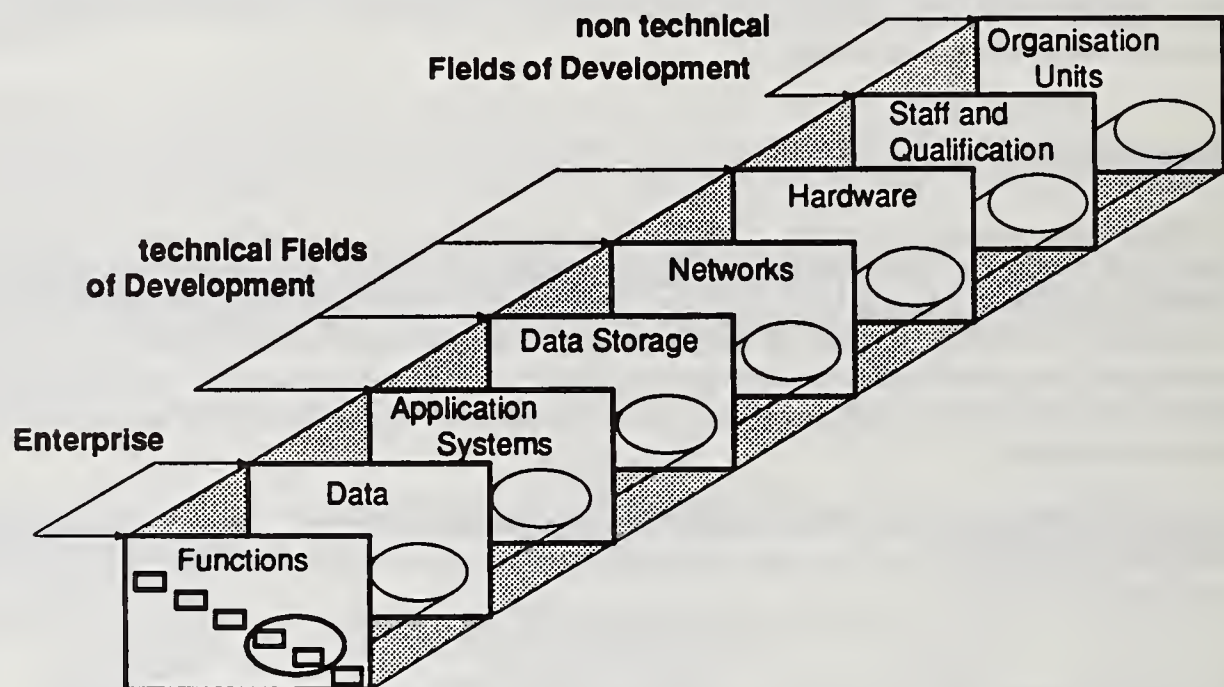 non technical
Fields of Development
Organisation
Units
Staff and
Qualification
Hardware
technical Fields
of Development
Networks
Data Storage
Application
Systems
Enterprise
Data
Functions